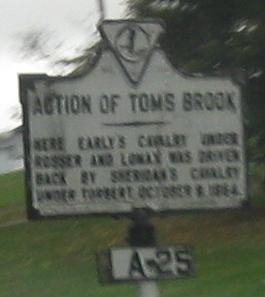 ACTION OF TOMS BROOK
HERE EARLY'S CAVALRY UNDER
ROSSER AND LOMAX WAS DRIVEN
BACK BY SHERIDAN'S CAVALRY
UNDER TORBERT, OCTOBER 9, 1864.
A-25